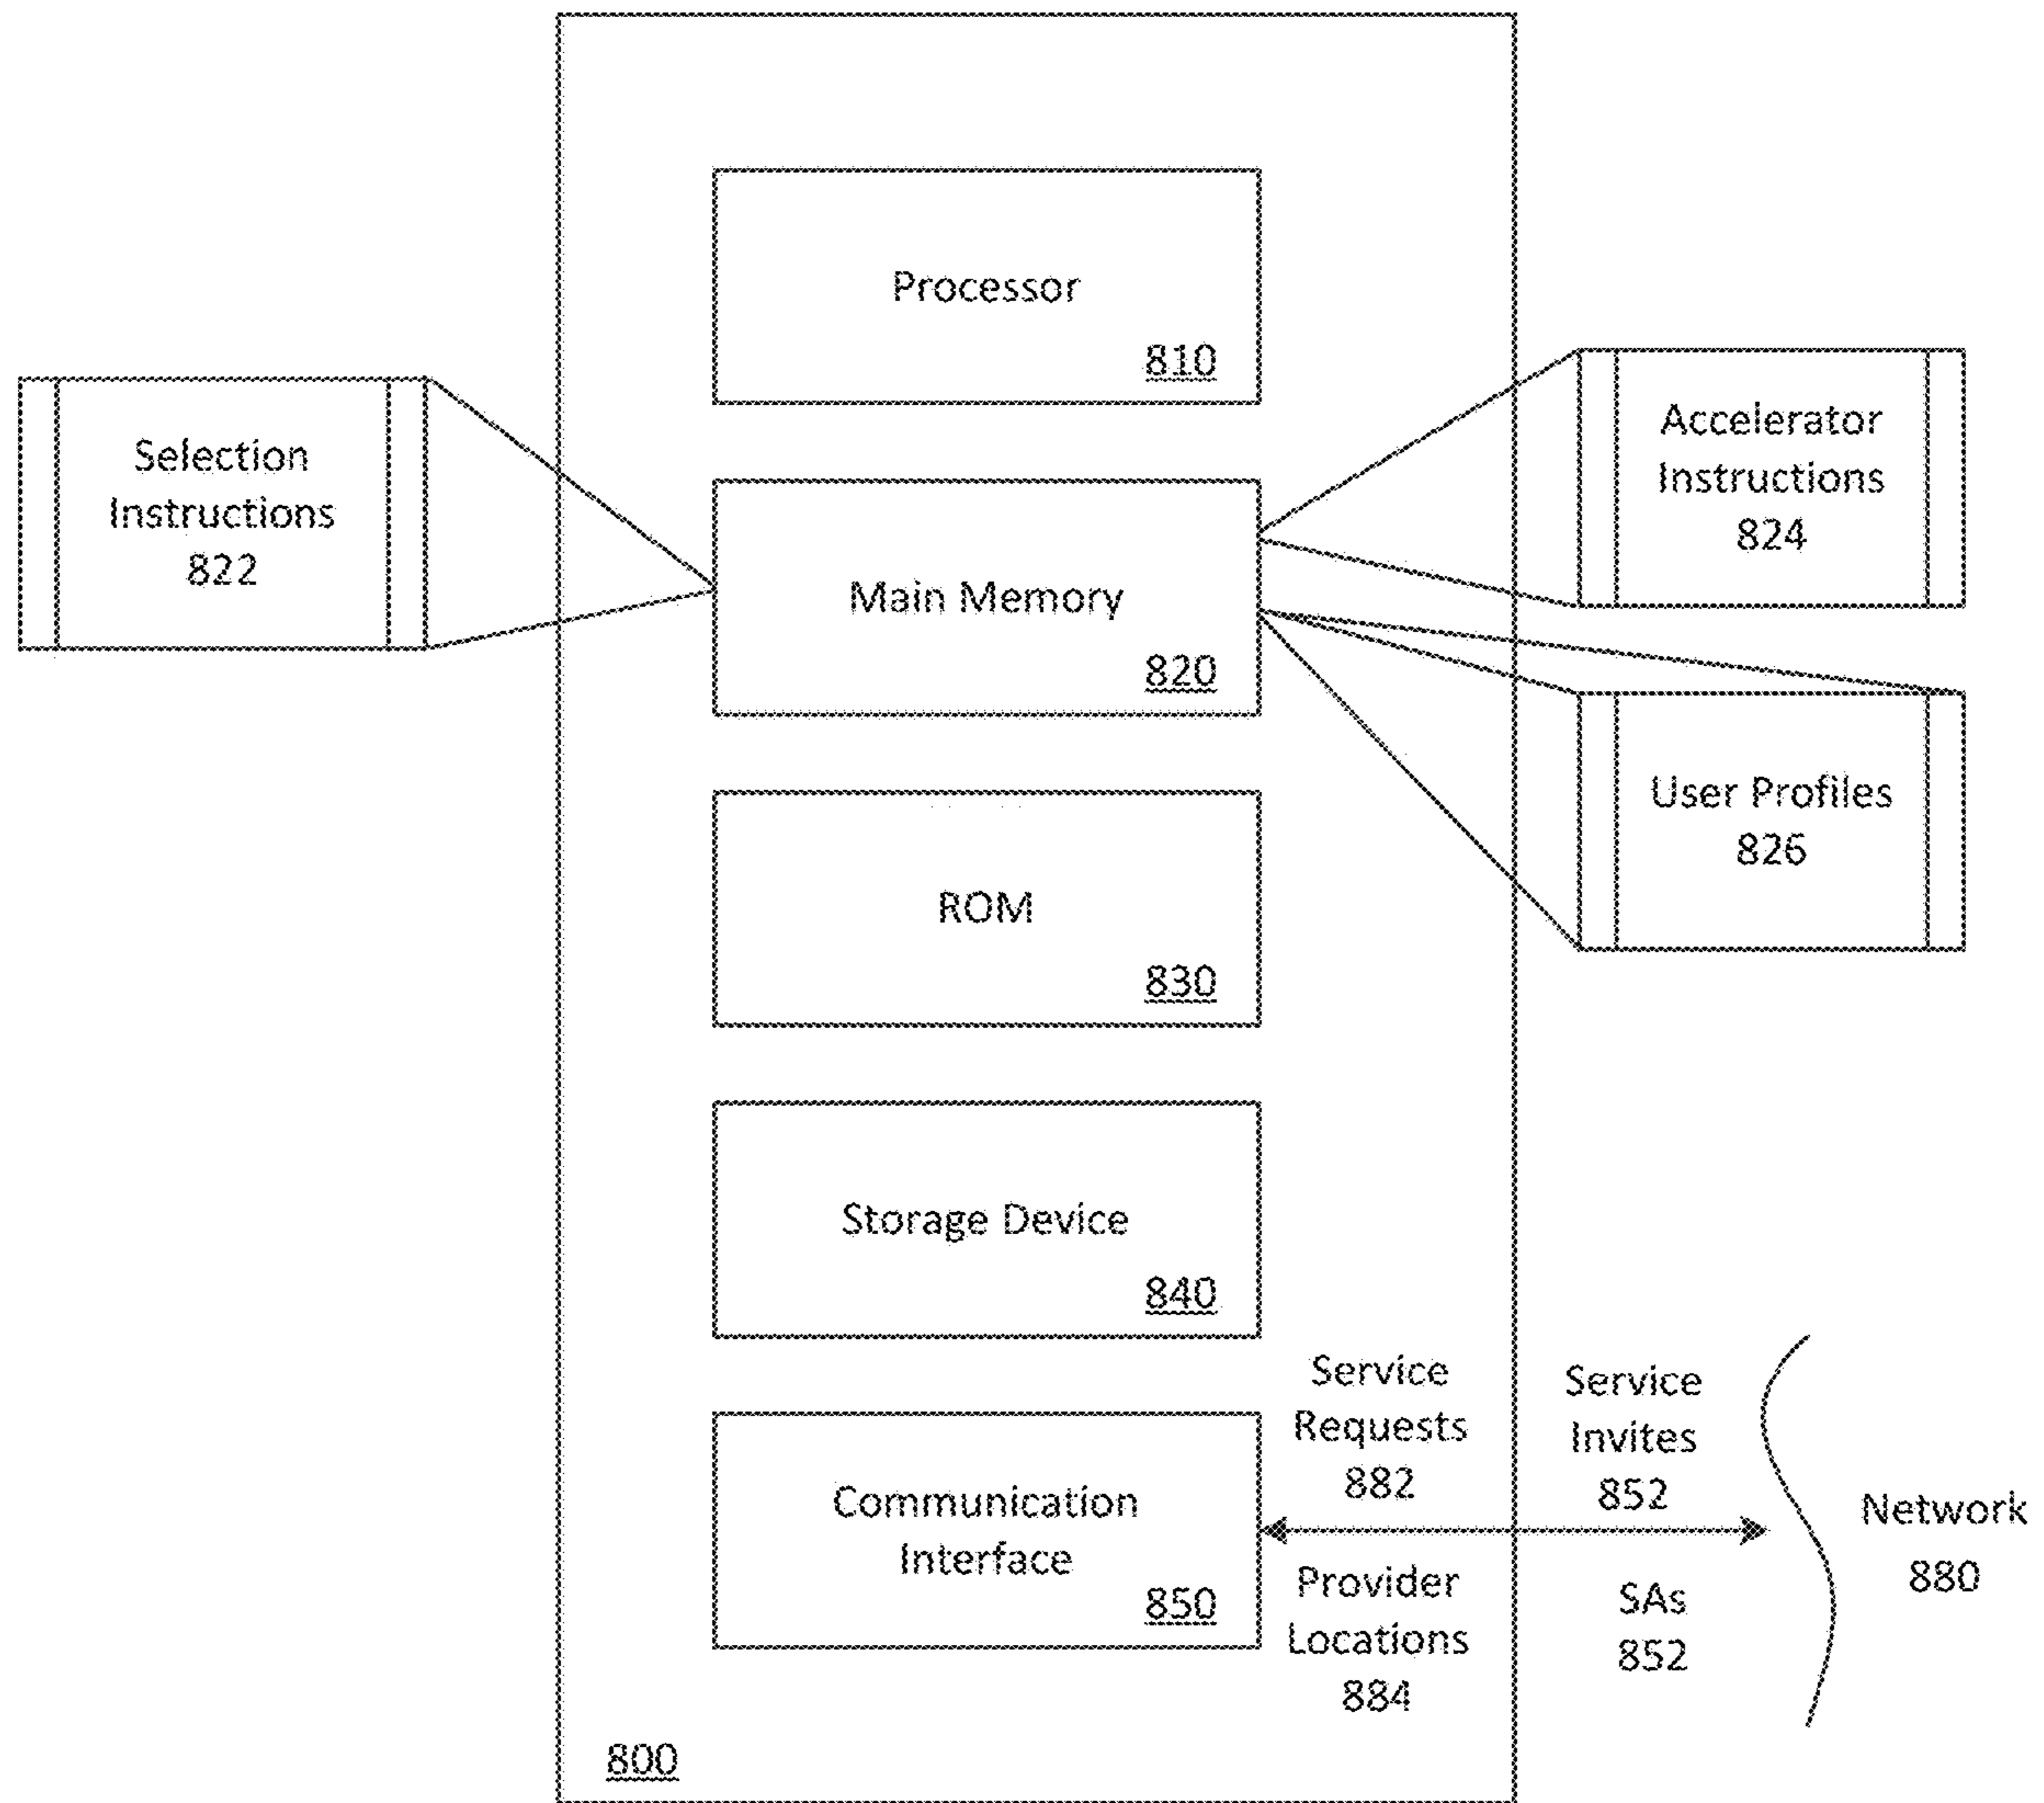 Processor
810
Selection
Instructions
822
Accelerator
Instructions
824
Main Memory
820
User Profiles
826
ROM
830
Storage Device
840
Service
Requests
882
Service
Invites
852
Communication
Interface
850
Provider
Locations
884
SAs
852
Network
880
800